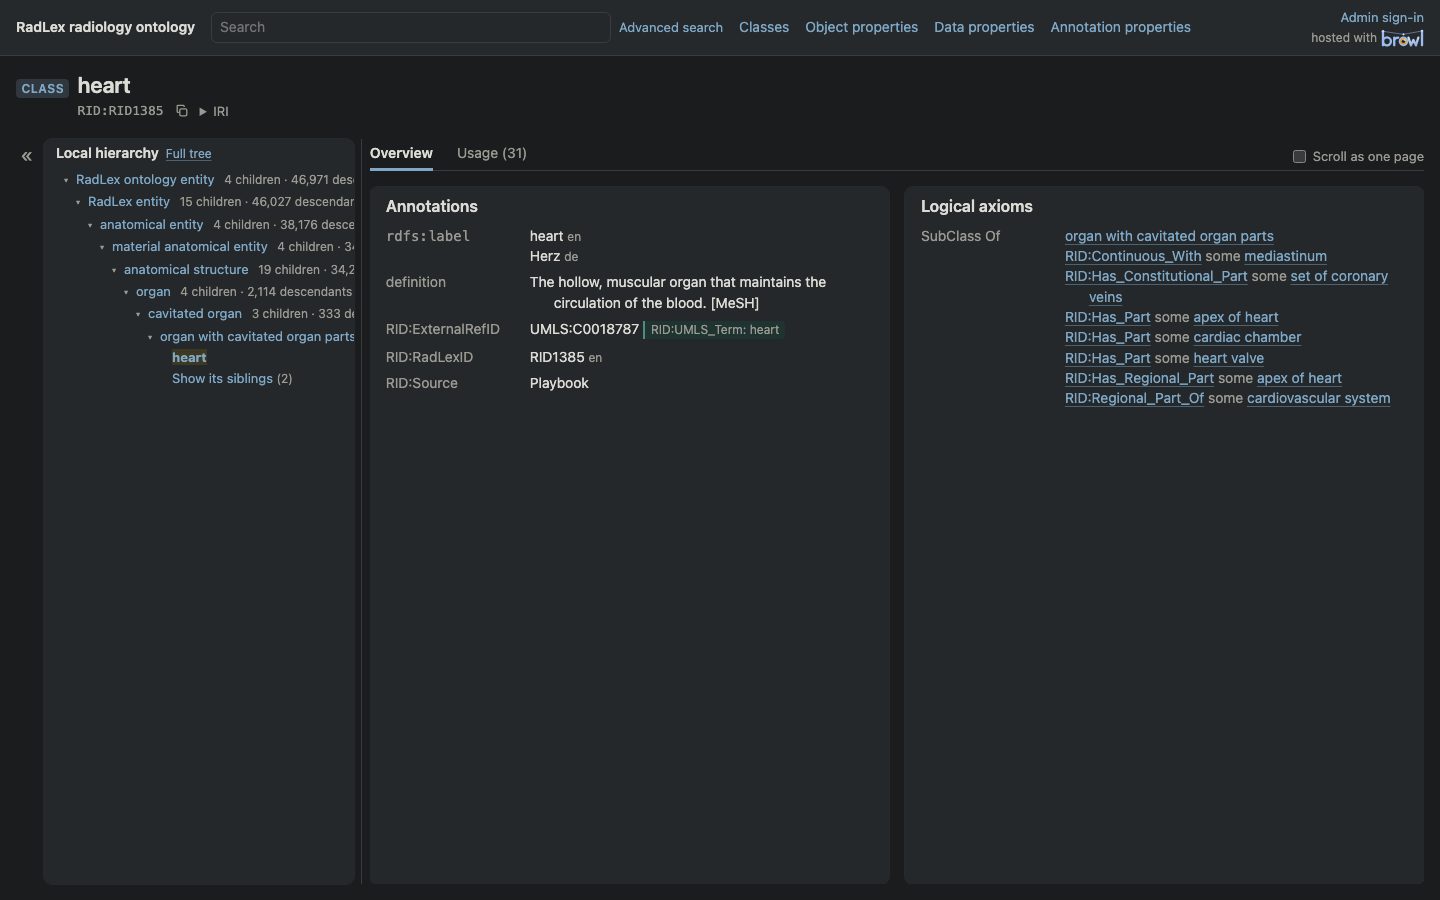 RadLex radiology ontology
Search
Advanced search
Classes
Object properties
Data properties
Annotation properties
Admin sign-in
hosted with browl
CLASS heart
RID:RID1385 ▶ IRI
«
Local hierarchy Full tree
RadLex ontology entity 4 children · 46,971 des
RadLex entity 15 children · 46,027 descendan
anatomical entity 4 children · 38,176 desce
material anatomical entity 4 children · 34
anatomical structure 19 children · 34,2
organ 4 children · 2,114 descendants
cavitated organ 3 children · 333 de
organ with cavitated organ parts
heart
Show its siblings (2)
Overview
Usage (31)
Scroll as one page
Annotations
rdfs:label heart en
Herz de
definition The hollow, muscular organ that maintains the
circulation of the blood. [MeSH]
RID:ExternalRefID UMLS:C0018787 RID:UMLS_Term: heart
RID:RadLexID RID1385 en
RID:Source Playbook
Logical axioms
SubClass Of organ with cavitated organ parts
RID:Continuous_With some mediastinum
RID:Has_Constitutional_Part some set of coronary
veins
RID:Has_Part some apex of heart
RID:Has_Part some cardiac chamber
RID:Has_Part some heart valve
RID:Has_Regional_Part some apex of heart
RID:Regional_Part_Of some cardiovascular system